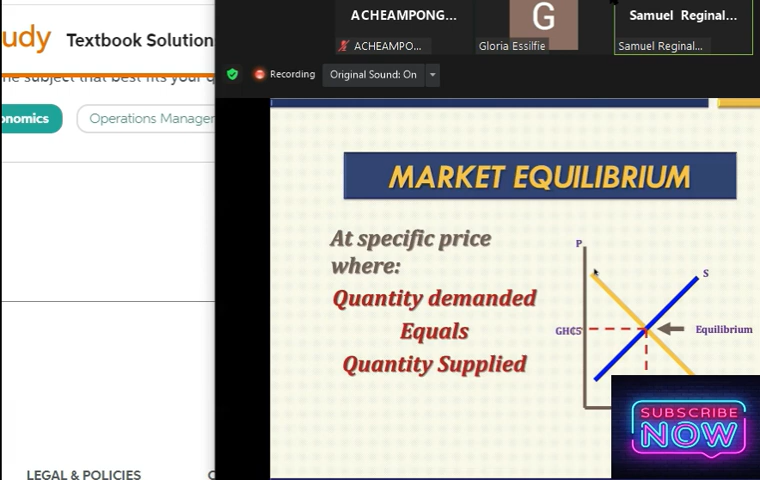 udy Textbook Solution
the subject that best fits your q
onomics
Operations Manager
LEGAL & POLICIES
ACHEAMPONG...
ACHEAMPO...
G
Gloria Essilfie
Samuel Reginal...
Samuel Reginal...
Recording
Original Sound: On
MARKET EQUILIBRIUM
At specific price
where:
Quantity demanded
Equals
Quantity Supplied
P
S
GH₵5
Equilibrium
SUBSCRIBE
NOW